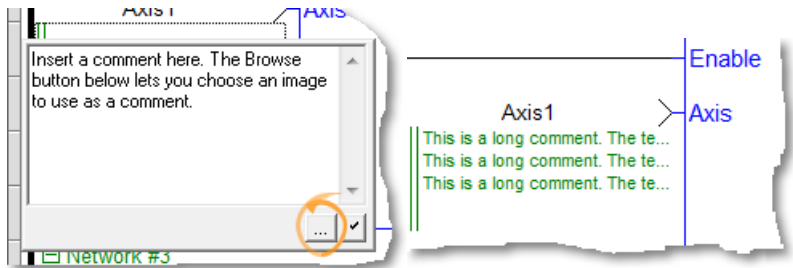 Axis1
Axis
Insert a comment here. The Browse
button below lets you choose an image
to use as a comment.
...
Network #3
Enable
Axis1
Axis
This is a long comment. The te...
This is a long comment. The te...
This is a long comment. The te...